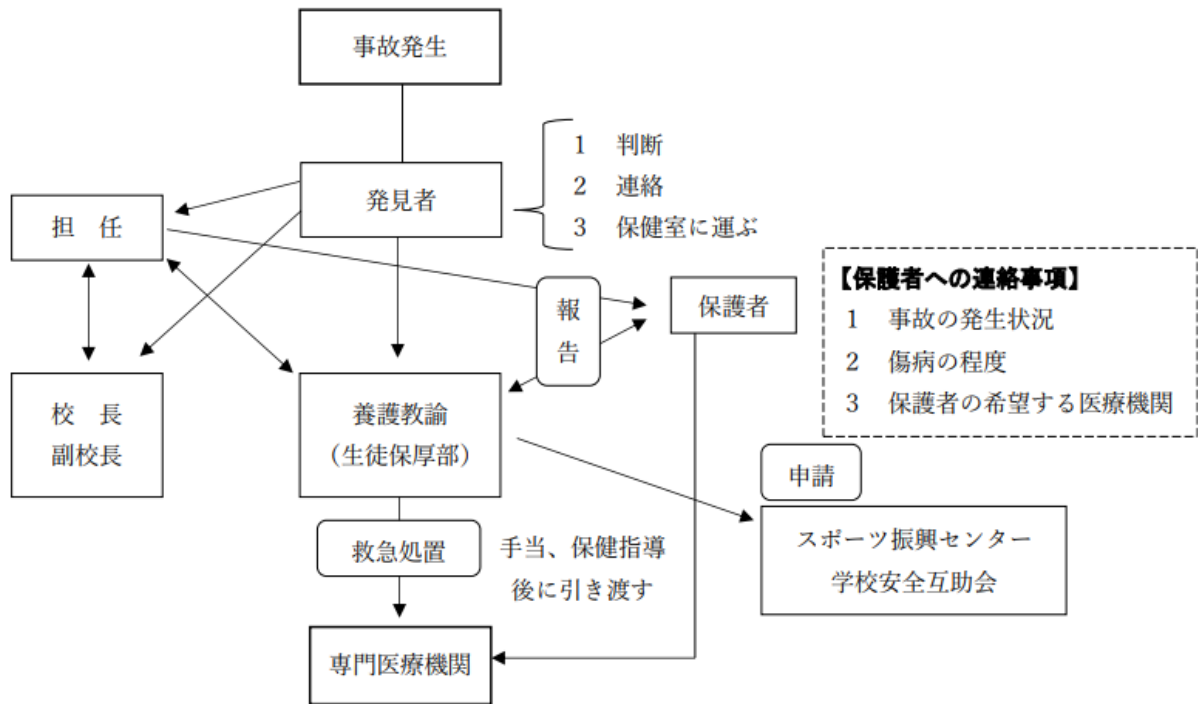 事故発生
発見者
1 判断
2 連絡
3 保健室に運ぶ
担 任
報
告
保護者
【保護者への連絡事項】
1 事故の発生状況
2 傷病の程度
3 保護者の希望する医療機関
校 長
副校長
養護教諭
（生徒保厚部）
申請
スポーツ振興センター
学校安全互助会
救急処置
手当、保健指導
後に引き渡す
専門医療機関